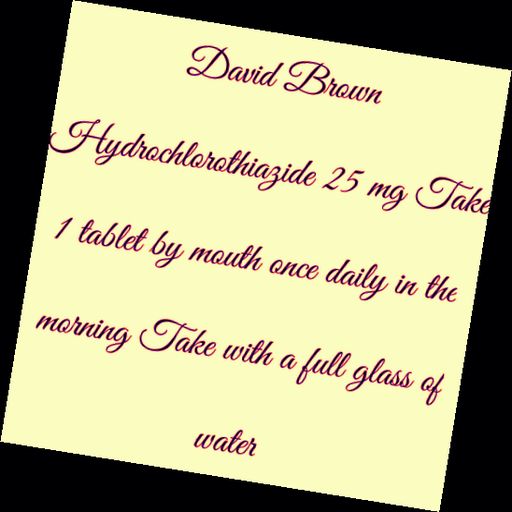 David Brown
Hydrochlorothiazide 25 mg Take
1 tablet by mouth once daily in the
morning Take with a full glass of
water